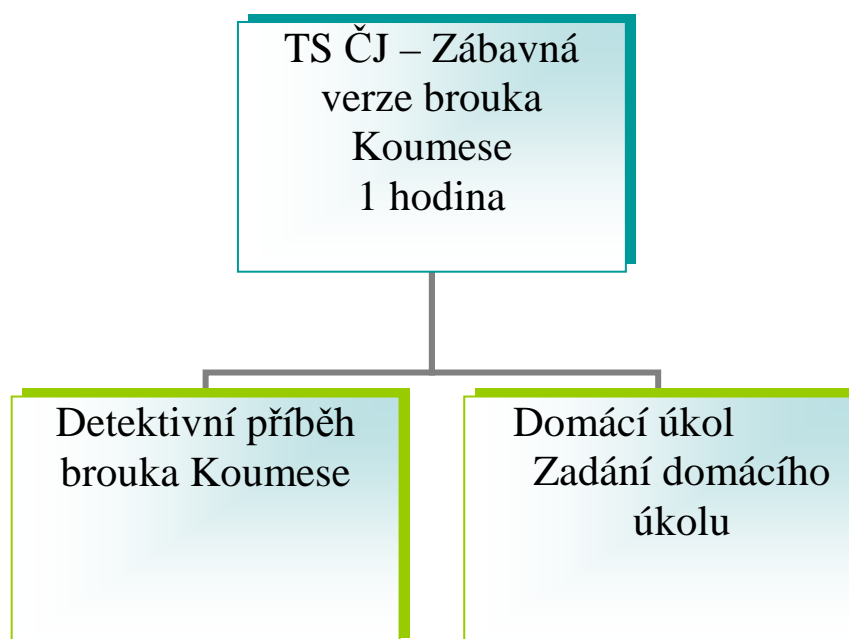 TS ČJ – Zábavná
verze brouka
Koumese
1 hodina
Detektivní příběh
brouka Koumese
Domácí úkol
Zadání domácího
úkolu